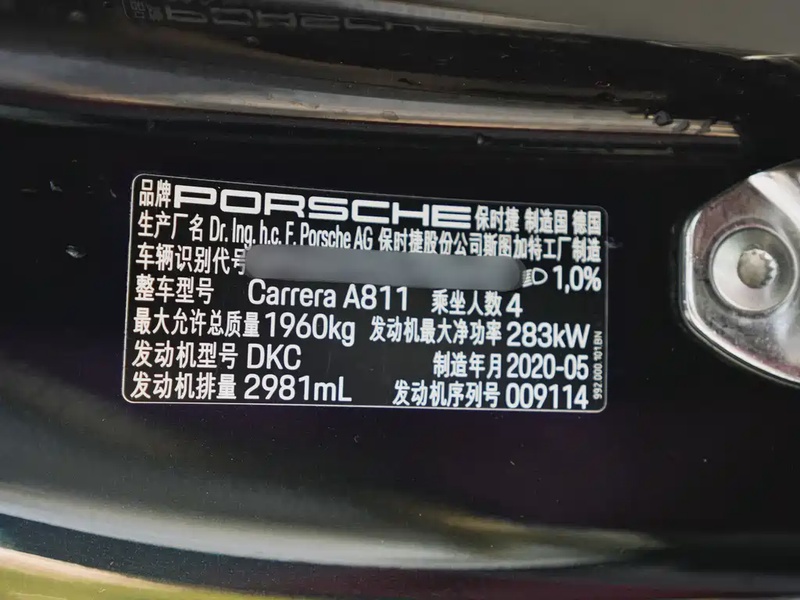 品牌 PORSCHE 保时捷 制造国 德国
生产厂名 Dr. Ing. h.c. F. Porsche AG 保时捷股份公司斯图加特工厂制造
车辆识别代号 1,0%
整车型号 Carrera A811 乘坐人数 4
最大允许总质量 1960kg 发动机最大净功率 283kW
发动机型号 DKC 制造年月 2020-05
发动机排量 2981mL 发动机序列号 009114
992 000 101 BN